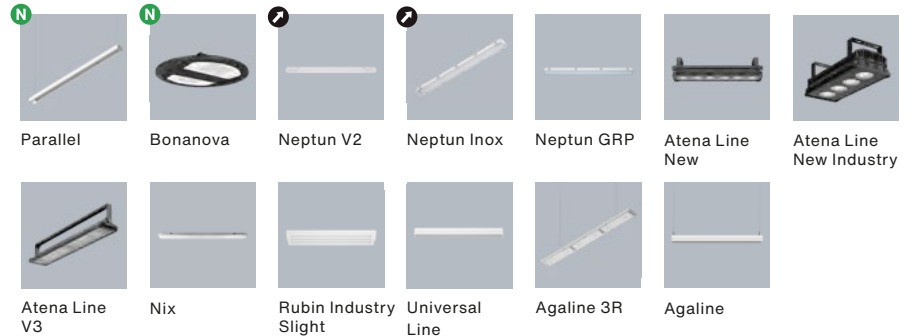 N
N
Parallel
Bonanova
Neptun V2
Neptun Inox
Neptun GRP
Atena Line
New
Atena Line
New Industry
Atena Line
V3
Nix
Rubin Industry
Slight
Universal
Line
Agaline 3R
Agaline